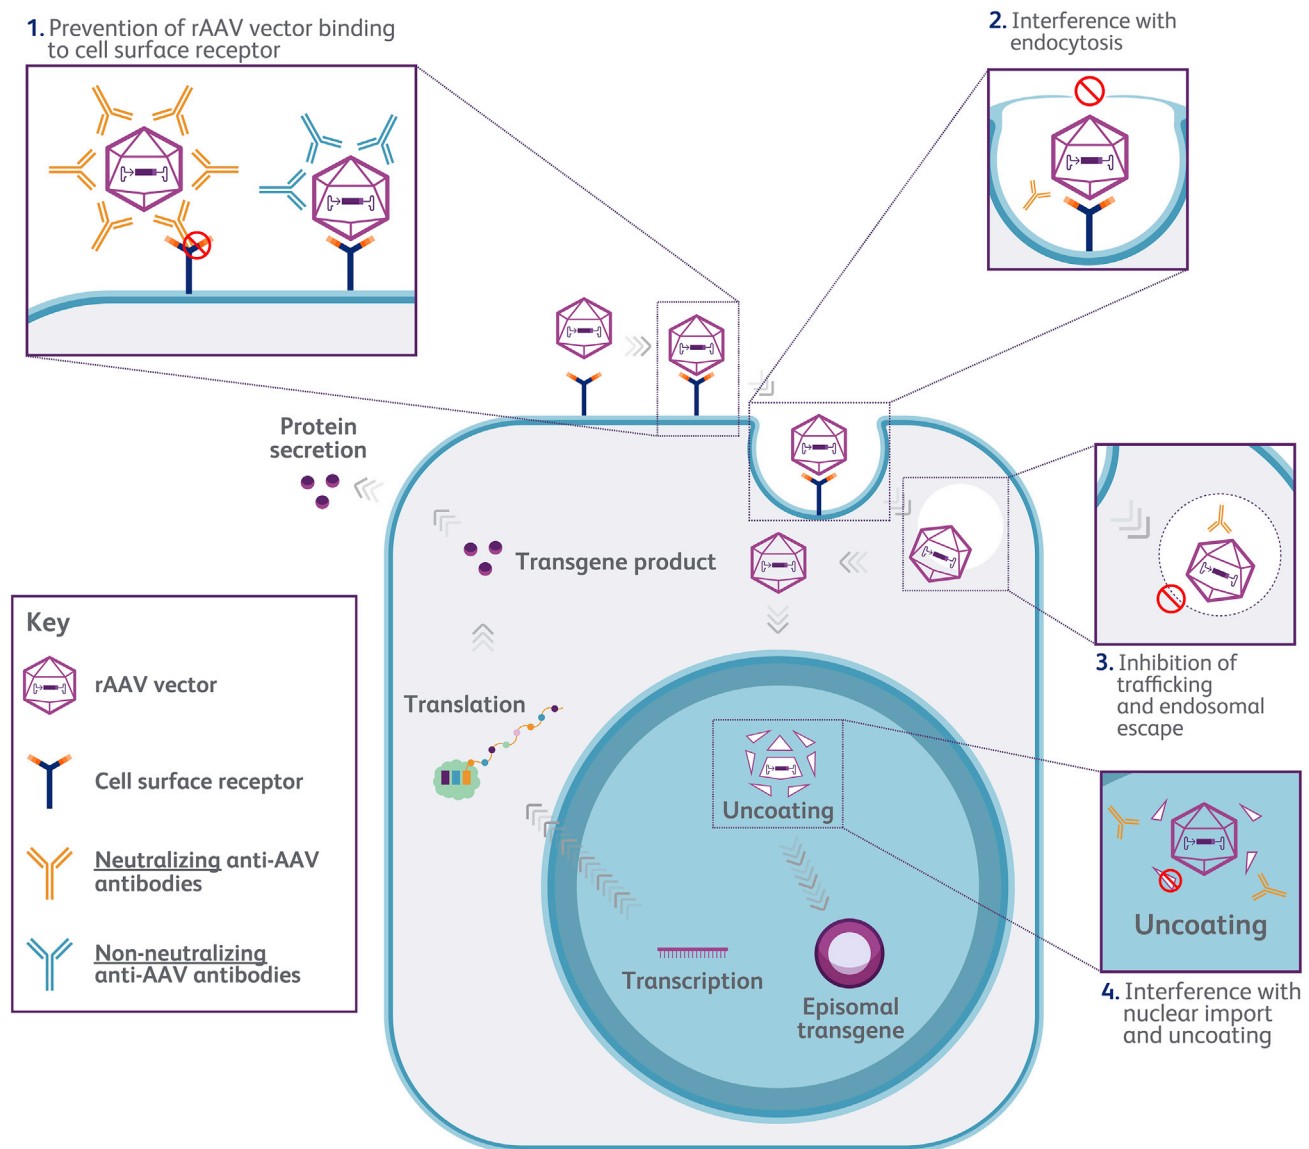 1. Prevention of rAAV vector binding
to cell surface receptor
2. Interference with
endocytosis
Protein
secretion
Transgene product
Key
rAAV vector
Cell surface receptor
Neutralizing anti-AAV
antibodies
Non-neutralizing
anti-AAV antibodies
Translation
Uncoating
Transcription
Episomal
transgene
3. Inhibition of
trafficking
and endosomal
escape
Uncoating
4. Interference with
nuclear import
and uncoating